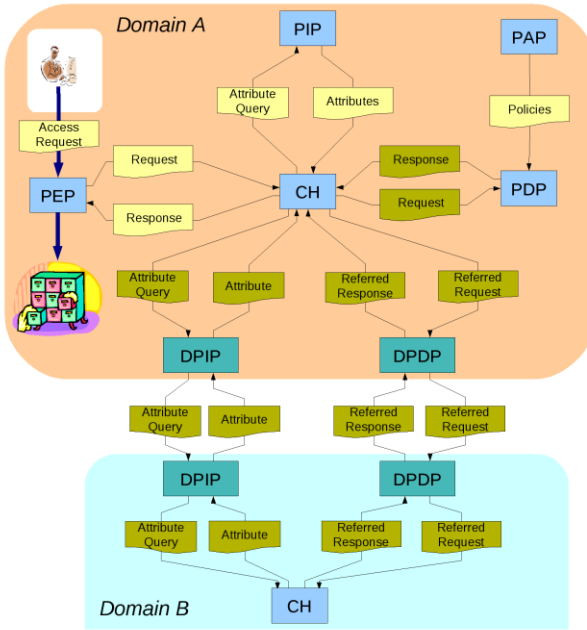 Domain A
PIP
PAP
Attribute
Query
Attributes
Policies
Access
Request
Request
Response
PEP
CH
PDP
Response
Request
Attribute
Query
Attribute
Referred
Response
Referred
Request
DPIP
DPDP
Attribute
Query
Attribute
Referred
Response
Referred
Request
DPIP
DPDP
Attribute
Query
Attribute
Referred
Response
Referred
Request
Domain B
CH